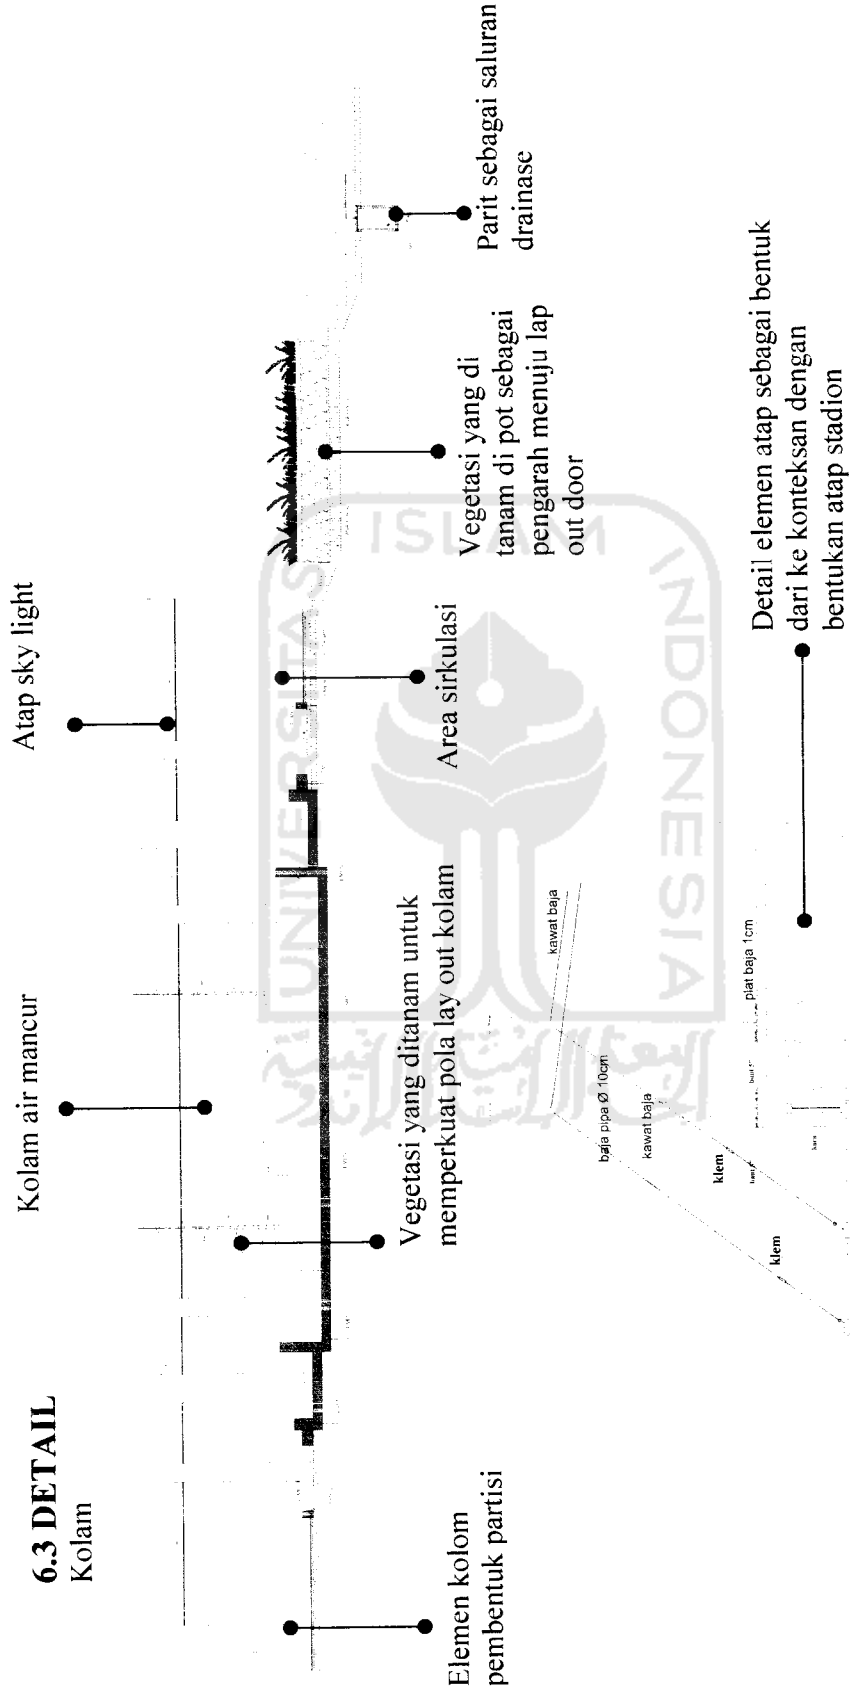 6.3 DETAIL
Kolam
Kolam air mancur
Atap sky light
Elemen kolom
pembentuk partisi
Vegetasi yang ditanam untuk
memperkuat pola lay out kolam
Area sirkulasi
Vegetasi yang di
tanam di pot sebagai
pengarah menuju lap
out door
Parit sebagai saluran
drainase
kawat baja
baja pipa Ø 10cm
kawat baja
klem
klem
plat baja 1cm
Detail elemen atap sebagai bentuk
dari ke konteksan dengan
bentukan atap stadion
UNIVERSITAS
ISLAM
INDONESIA